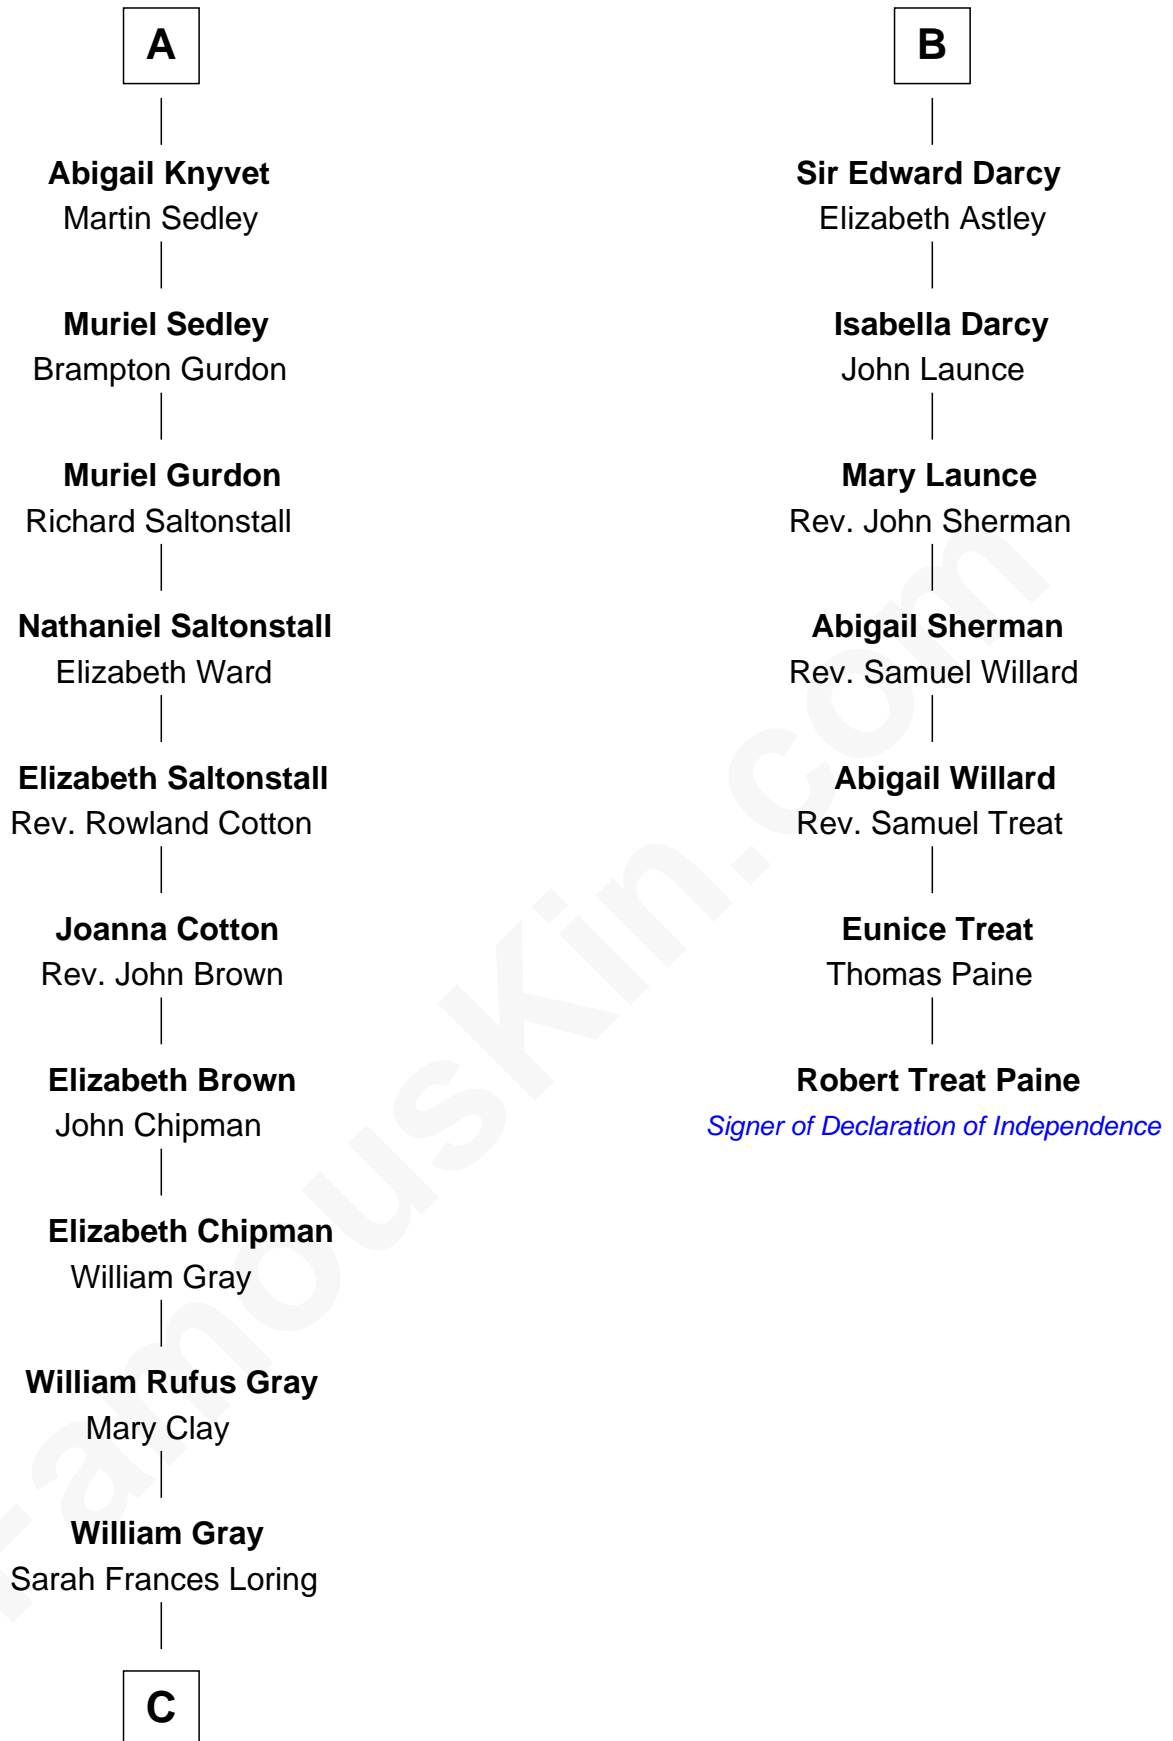 A
Abigail Knyvet
Martin Sedley
Muriel Sedley
Brampton Gurdon
Muriel Gurdon
Richard Saltonstall
Nathaniel Saltonstall
Elizabeth Ward
Elizabeth Saltonstall
Rev. Rowland Cotton
Joanna Cotton
Rev. John Brown
Elizabeth Brown
John Chipman
Elizabeth Chipman
William Gray
William Rufus Gray
Mary Clay
William Gray
Sarah Frances Loring
C
B
Sir Edward Darcy
Elizabeth Astley
Isabella Darcy
John Launce
Mary Launce
Rev. John Sherman
Abigail Sherman
Rev. Samuel Willard
Abigail Willard
Rev. Samuel Treat
Eunice Treat
Thomas Paine
Robert Treat Paine
Signer of Declaration of Independence
FamousKin.com